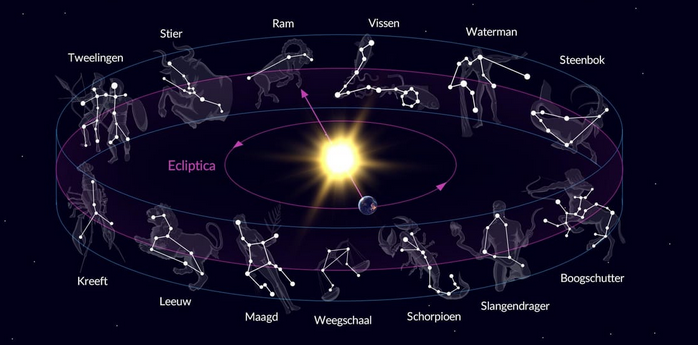 Ram
Vissen
Stier
Waterman
Tweelingen
Steenbok
Ecliptica
Kreeft
Boogschutter
Leeuw
Slangendrager
Maagd
Weegschaal
Schorpioen